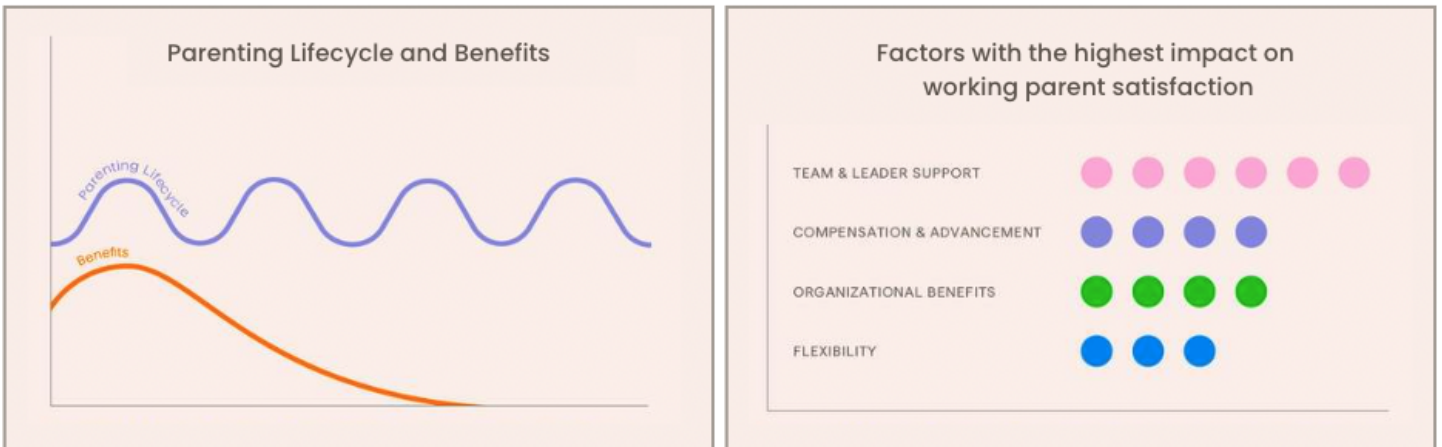 Parenting Lifecycle and Benefits
Parenting Lifecycle
Benefits
Factors with the highest impact on
working parent satisfaction
TEAM & LEADER SUPPORT
COMPENSATION & ADVANCEMENT
ORGANIZATIONAL BENEFITS
FLEXIBILITY